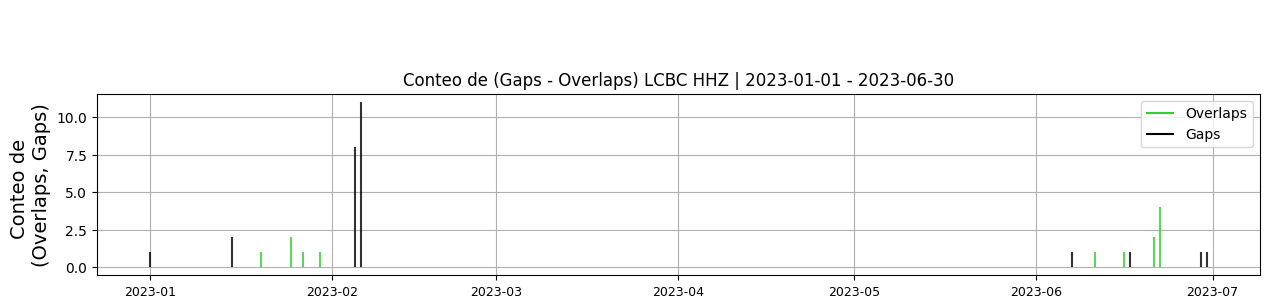 Conteo de (Gaps - Overlaps) LCBC HHZ | 2023-01-01 - 2023-06-30
Conteo de
(Overlaps, Gaps)
10.0
7.5
5.0
2.5
0.0
Overlaps
Gaps
2023-01 2023-02 2023-03 2023-04 2023-05 2023-06 2023-07